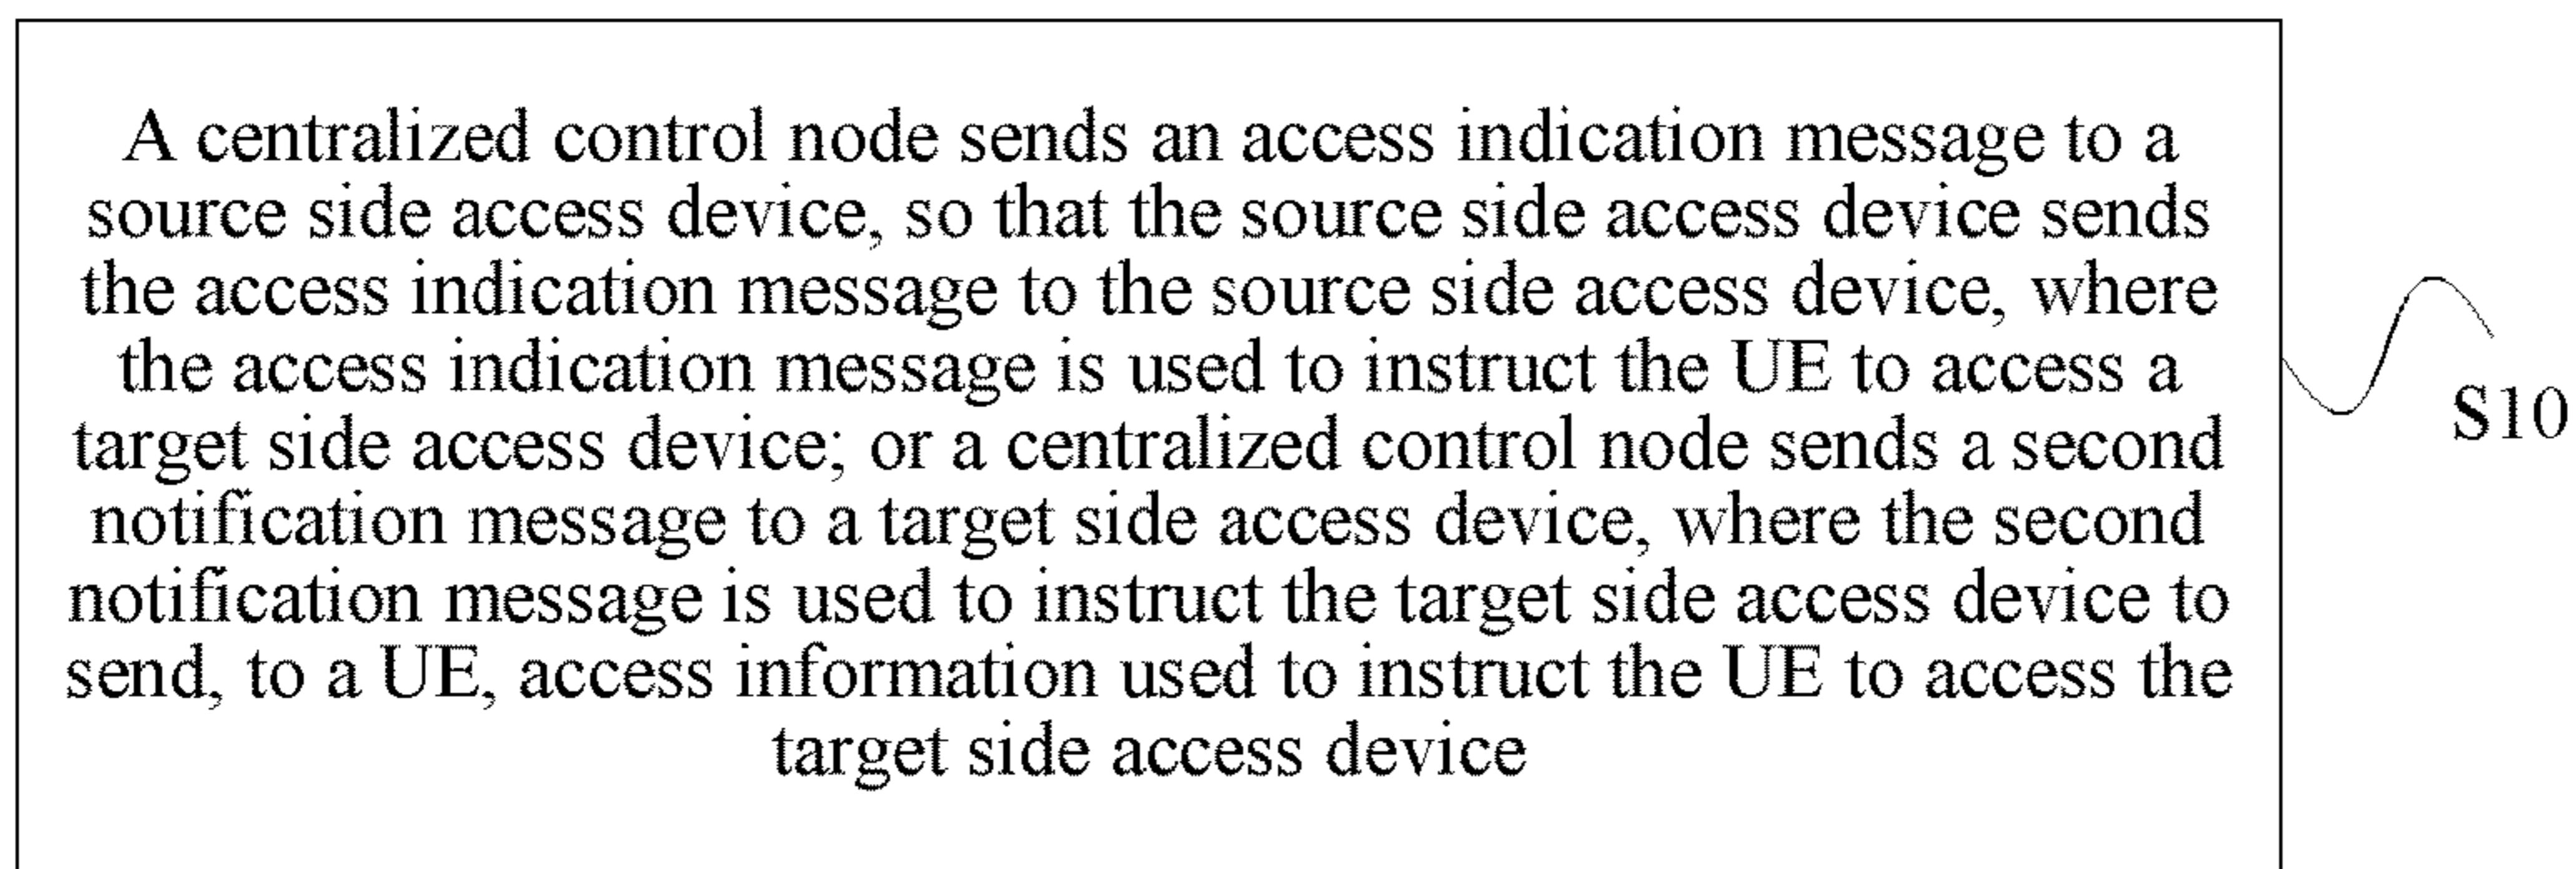 A centralized control node sends an access indication message to a
source side access device, so that the source side access device sends
the access indication message to the source side access device, where
the access indication message is used to instruct the UE to access a
target side access device; or a centralized control node sends a second
notification message to a target side access device, where the second
notification message is used to instruct the target side access device to
send, to a UE, access information used to instruct the UE to access the
target side access device
S10